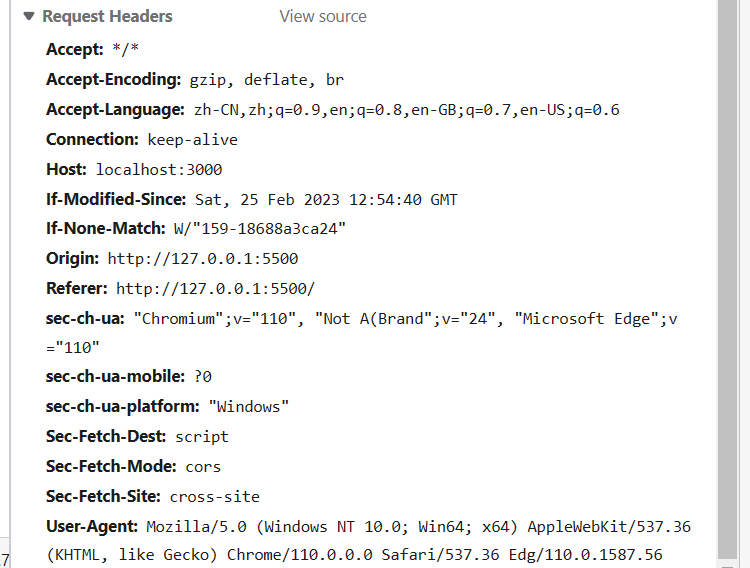 Request Headers View source
Accept: */*
Accept-Encoding: gzip, deflate, br
Accept-Language: zh-CN,zh;q=0.9,en;q=0.8,en-GB;q=0.7,en-US;q=0.6
Connection: keep-alive
Host: localhost:3000
If-Modified-Since: Sat, 25 Feb 2023 12:54:40 GMT
If-None-Match: W/"159-18688a3ca24"
Origin: http://127.0.0.1:5500
Referer: http://127.0.0.1:5500/
sec-ch-ua: "Chromium";v="110", "Not A(Brand";v="24", "Microsoft Edge";v
="110"
sec-ch-ua-mobile: ?0
sec-ch-ua-platform: "Windows"
Sec-Fetch-Dest: script
Sec-Fetch-Mode: cors
Sec-Fetch-Site: cross-site
User-Agent: Mozilla/5.0 (Windows NT 10.0; Win64; x64) AppleWebKit/537.36
(KHTML, like Gecko) Chrome/110.0.0.0 Safari/537.36 Edg/110.0.1587.56